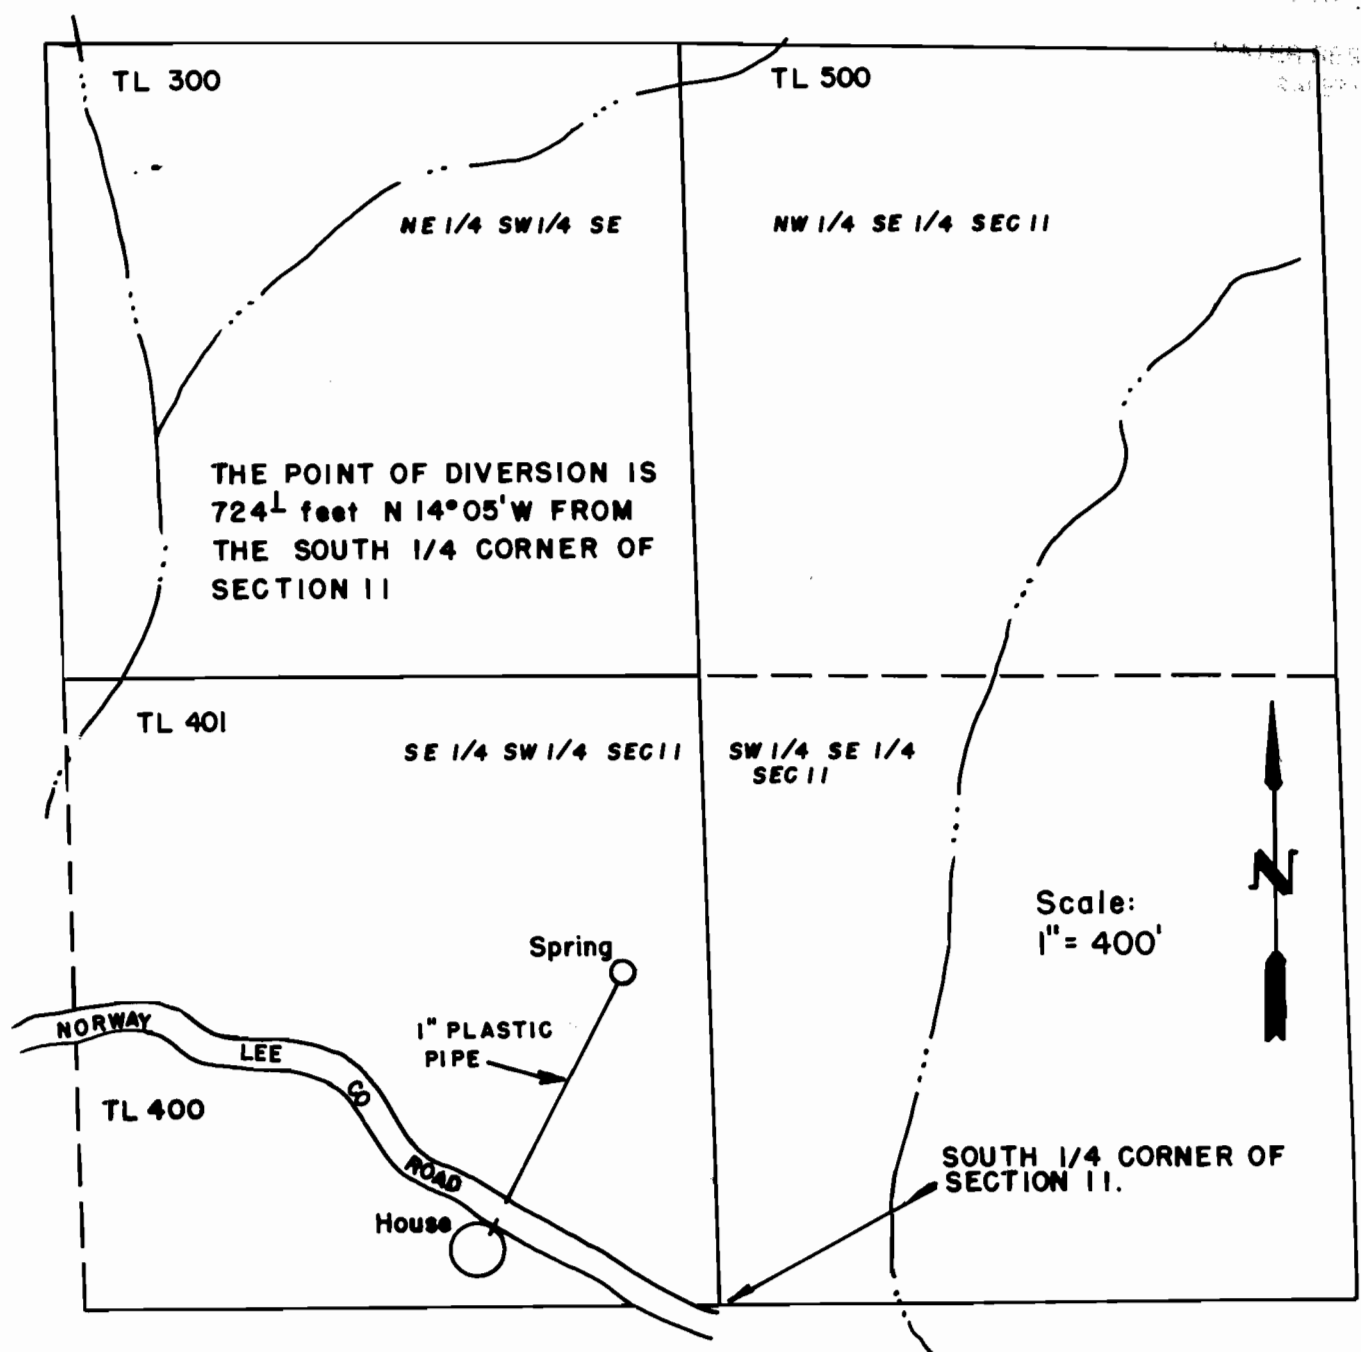 TL 300
TL 500
NE 1/4 SW 1/4 SE
NW 1/4 SE 1/4 SEC 11
THE POINT OF DIVERSION IS
724⊥ feet N 14°05'W FROM
THE SOUTH 1/4 CORNER OF
SECTION 11
TL 401
SE 1/4 SW 1/4 SEC 11
SW 1/4 SE 1/4
SEC 11
N
Scale:
1"= 400'
Spring
1" PLASTIC
PIPE
NORWAY LEE CO ROAD
TL 400
House
SOUTH 1/4 CORNER OF
SECTION 11.